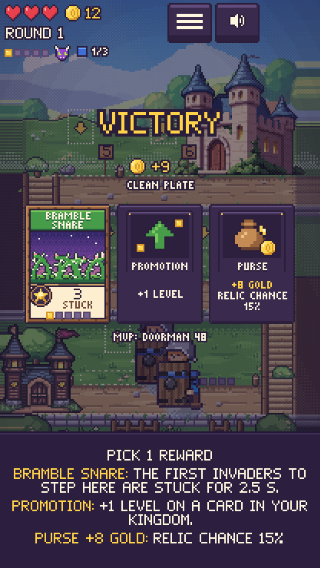 12
ROUND 1
1/3
VICTORY
5 5
+9
CLEAN PLATE
BRAMBLE
SNARE
3
STUCK
PROMOTION
+1 LEVEL
PURSE
+8 GOLD
RELIC CHANCE
15%
MVP: DOORMAN 48
PICK 1 REWARD
BRAMBLE SNARE: THE FIRST INVADERS TO
STEP HERE ARE STUCK FOR 2.5 S.
PROMOTION: +1 LEVEL ON A CARD IN YOUR
KINGDOM.
PURSE +8 GOLD: RELIC CHANCE 15%